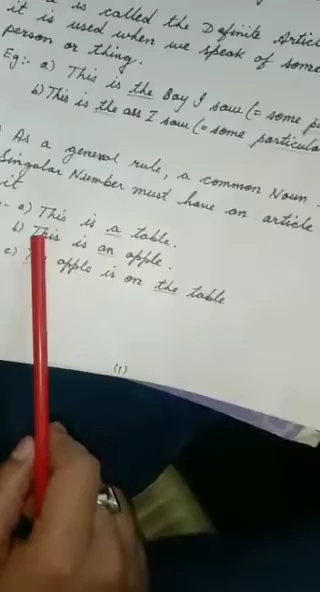 is called the Definite Artic
it is used when we speak of some
person or thing.
Eg:- a) This is the Boy I saw (= some
b) This is the ass I saw (= some particula
As a general rule, a common Noun
Singular Number must have an article
it
:- a) This is a table.
b) This is an apple.
c) apple is on the table
(1)